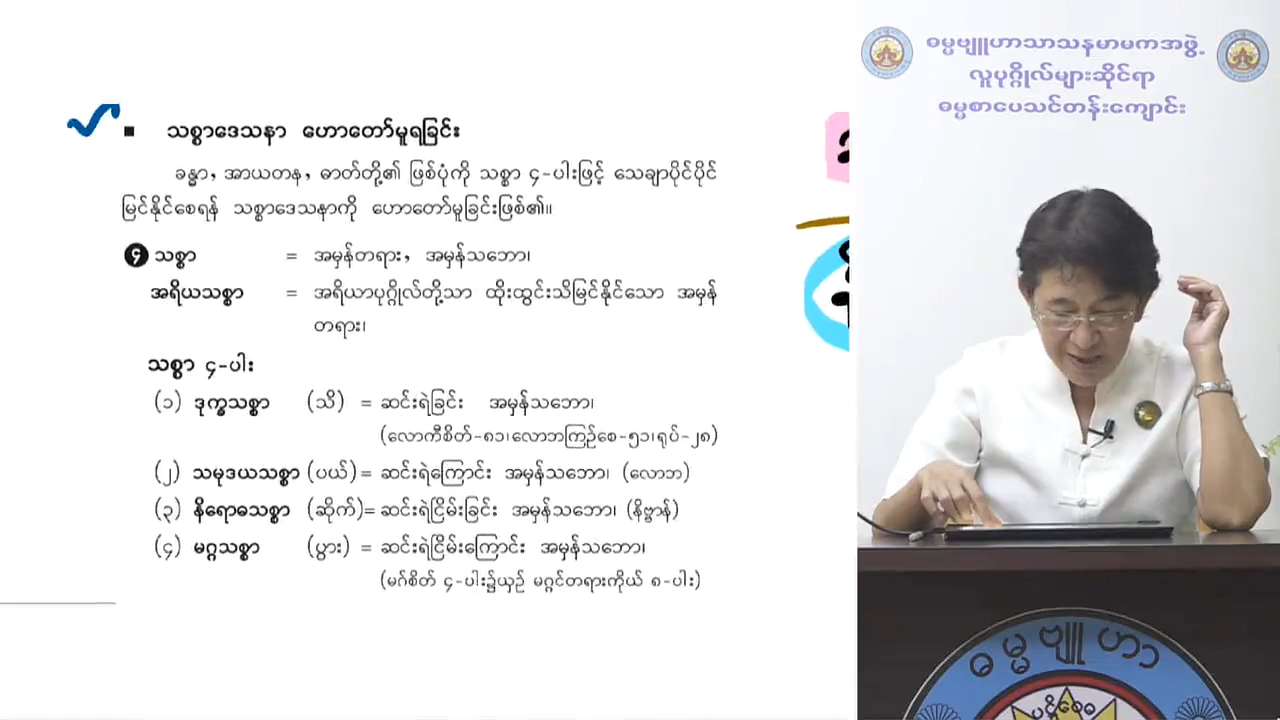 ■ သစ္စာဒေသနာ ဟောတော်မူရခြင်း
ခန္ဓာ, အာယတန, ဓာတ်တို့၏ ဖြစ်ပုံကို သစ္စာ ၄-ပါးဖြင့် သေချာပိုင်ပိုင်
မြင်နိုင်စေရန် သစ္စာဒေသနာကို ဟောတော်မူခြင်းဖြစ်၏။
၄ သစ္စာ = အမှန်တရား, အမှန်သဘော၊
အရိယသစ္စာ = အရိယာပုဂ္ဂိုလ်တို့သာ ထိုးထွင်းသိမြင်နိုင်သော အမှန်
တရား၊
သစ္စာ ၄-ပါး
(၁) ဒုက္ခသစ္စာ (သိ) = ဆင်းရဲခြင်း အမှန်သဘော၊
(လောကီစိတ်-၈၁၊လောဘကြဉ်စေ-၅၁၊ရုပ်-၂၈)
(၂) သမုဒယသစ္စာ (ပယ်) = ဆင်းရဲကြောင်း အမှန်သဘော၊ (လောဘ)
(၃) နိရောဓသစ္စာ (ဆိုက်) = ဆင်းရဲငြိမ်းခြင်း အမှန်သဘော၊ (နိဗ္ဗာန်)
(၄) မဂ္ဂသစ္စာ (ပွား) = ဆင်းရဲငြိမ်းကြောင်း အမှန်သဘော၊
(မဂ်စိတ် ၄-ပါး၌ယှဉ် မဂ္ဂင်တရားကိုယ် ၈-ပါး)
ဓမ္မဗျူဟာသာသနမာမကအဖွဲ့
လူပုဂ္ဂိုလ်များဆိုင်ရာ
ဓမ္မစာပေသင်တန်းကျောင်း
ဓမ္မဗျူဟာ